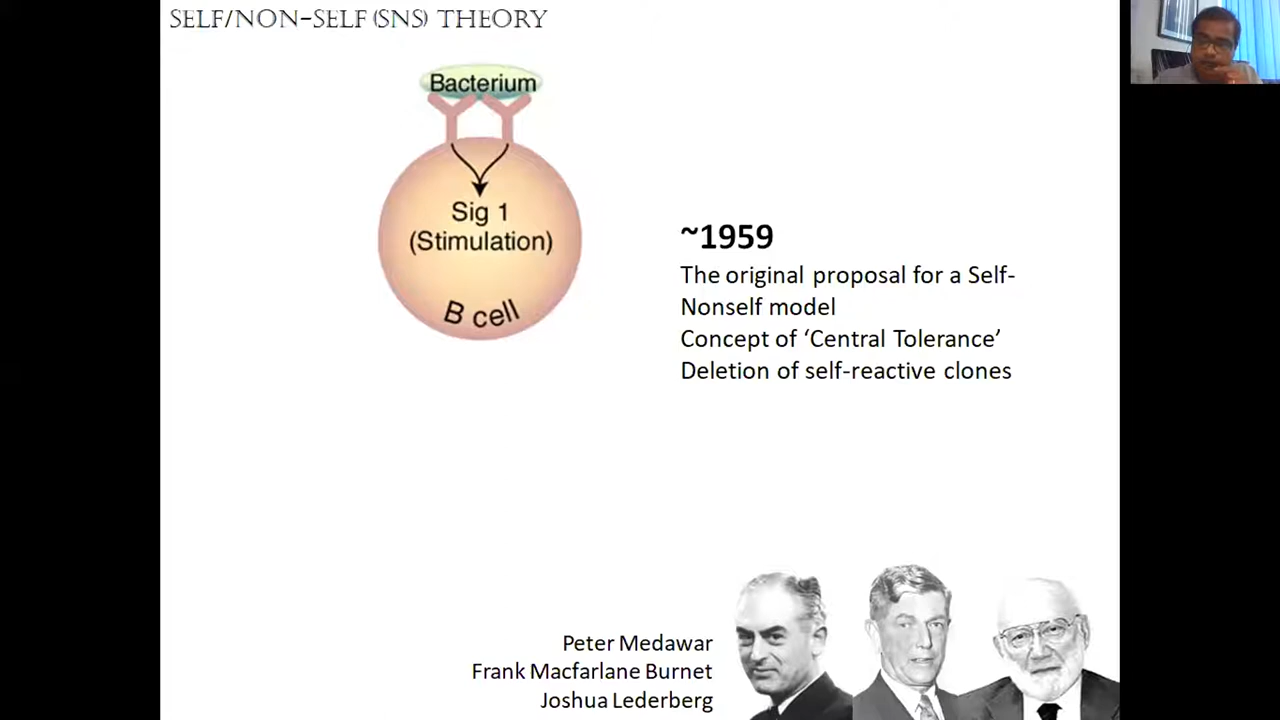 SELF/NON-SELF (SNS) THEORY
Bacterium
Sig 1
(Stimulation)
B cell
~1959
The original proposal for a Self-
Nonself model
Concept of ‘Central Tolerance’
Deletion of self-reactive clones
Peter Medawar
Frank Macfarlane Burnet
Joshua Lederberg